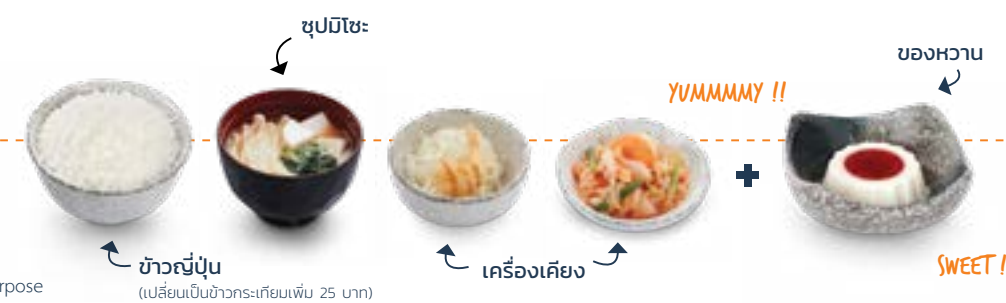 ซุปมิโซะ
ของหวาน
YUMMMMY !!
ข้าวญี่ปุ่น
(เปลี่ยนเป็นข้าวกระเทียมเพิ่ม 25 บาท)
เครื่องเคียง
SWEET !
rpose